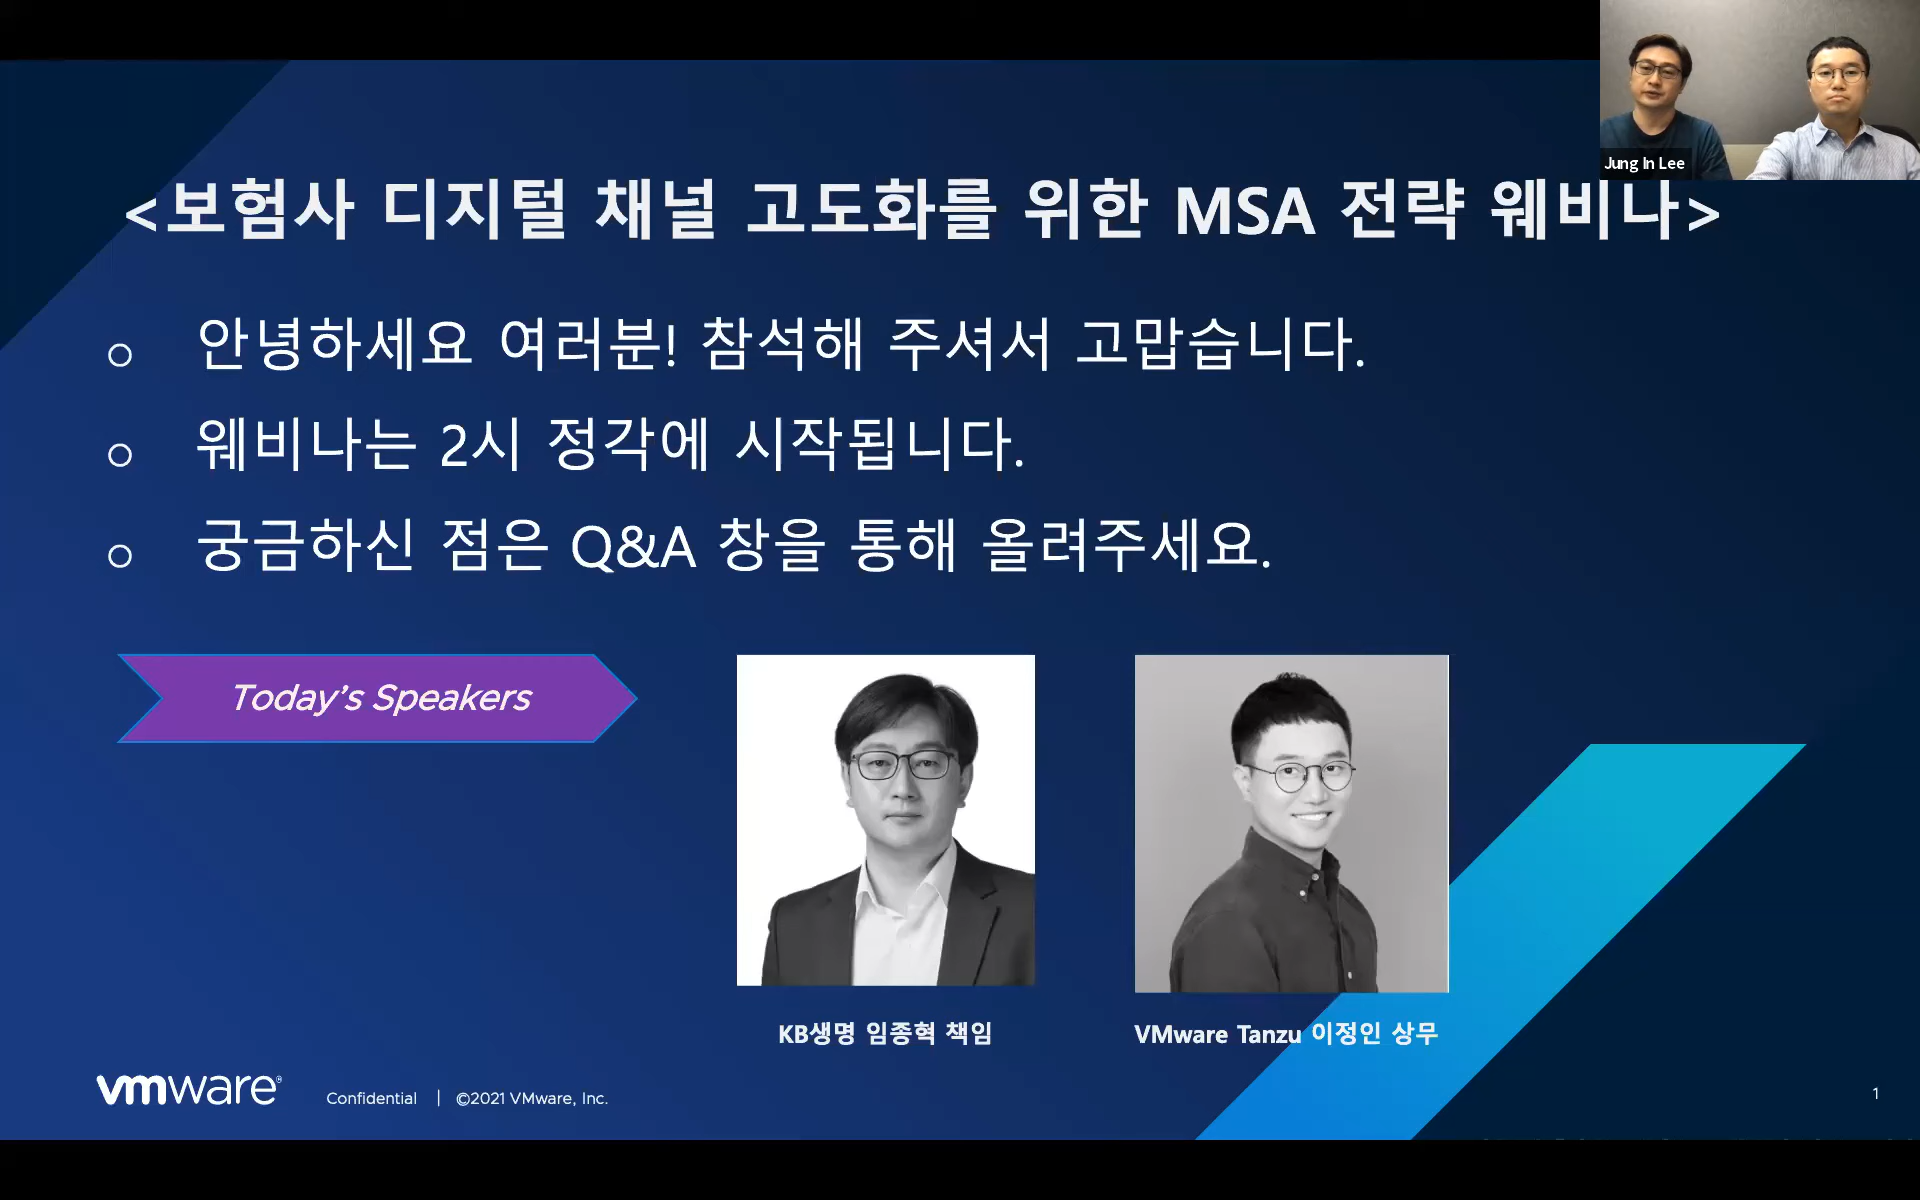 Jung In Lee
<보험사 디지털 채널 고도화를 위한 MSA 전략 웨비나>
안녕하세요 여러분! 참석해 주셔서 고맙습니다.
웨비나는 2시 정각에 시작됩니다.
궁금하신 점은 Q&A 창을 통해 올려주세요.
Today's Speakers
KB생명 임종혁 책임
VMware Tanzu 이정인 상무
vmware®
Confidential | ©2021 VMware, Inc.
1